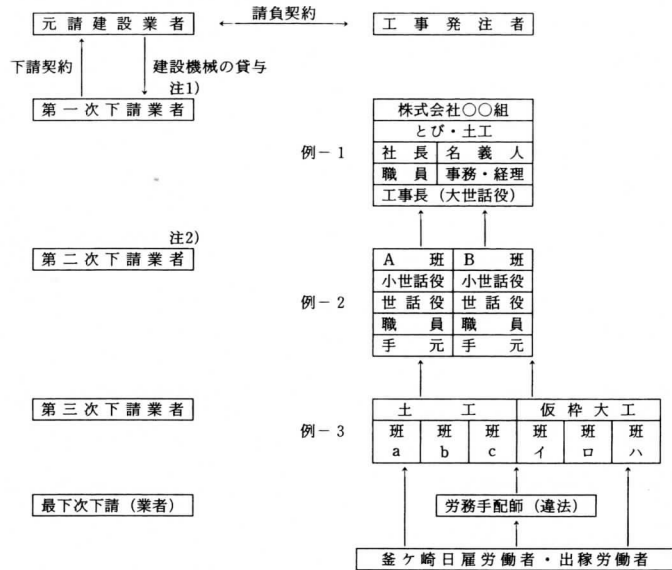 請負契約
元請建設業者
工事発注者
下請契約
建設機械の貸与
注1)
第一次下請業者
例－1
株式会社○○組
とび・土工
社長 名義人
職員 事務・経理
工事長（大世話役）
注2)
第二次下請業者
例－2
A班 B班
小世話役 小世話役
世話役 世話役
職員 職員
手元 手元
第三次下請業者
例－3
土工 仮枠大工
班 班 班 班 班 班
a b c イ ロ ハ
最下次下請（業者）
労務手配師（違法）
釜ケ崎日雇労働者・出稼労働者